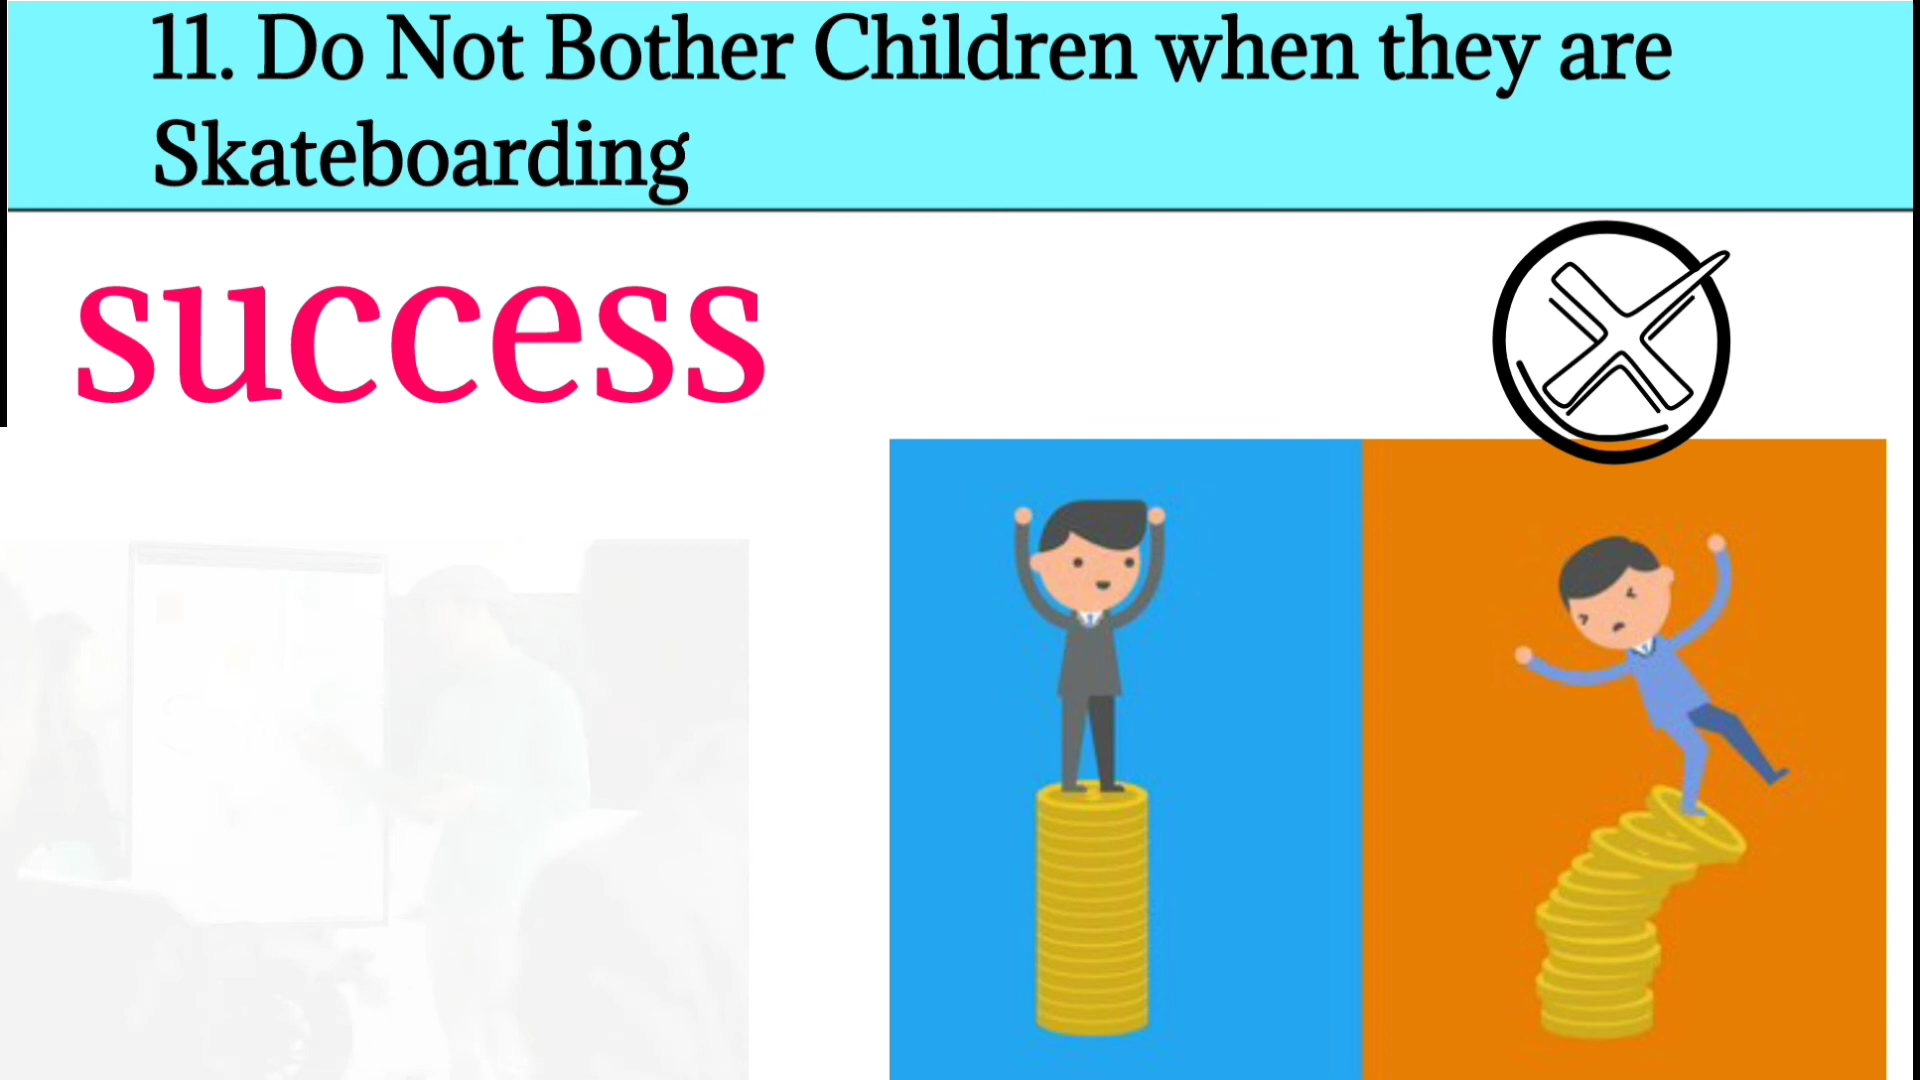 11. Do Not Bother Children when they are
Skateboarding
success